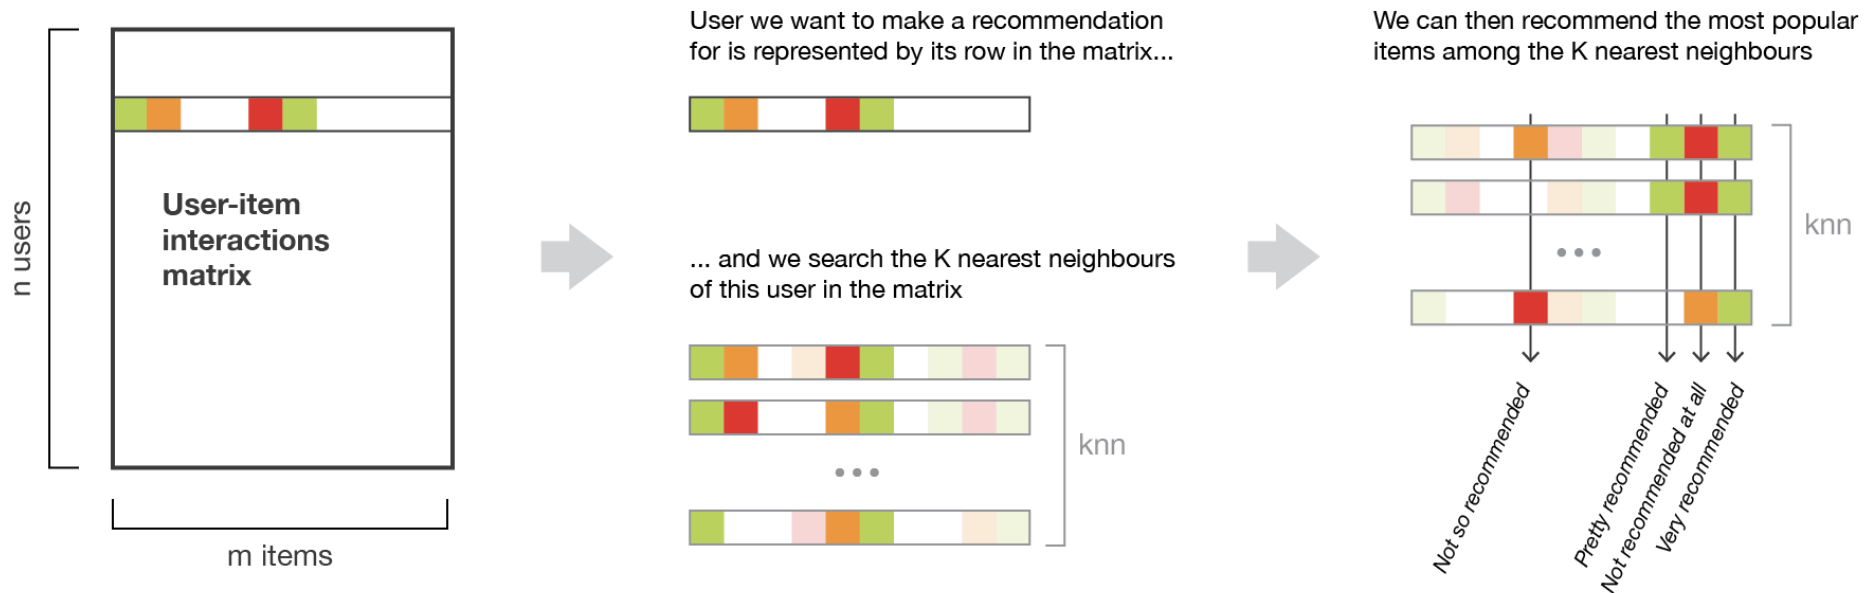 n users
User-item
interactions
matrix
m items
User we want to make a recommendation
for is represented by its row in the matrix...
... and we search the K nearest neighbours
of this user in the matrix
knn
We can then recommend the most popular
items among the K nearest neighbours
knn
Not so recommended
Pretty recommended
Not recommended at all
Very recommended